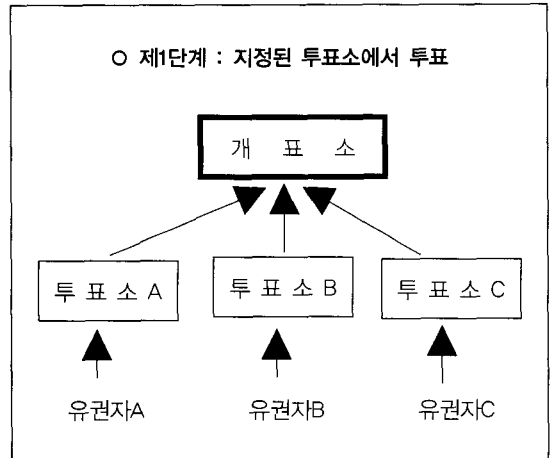 ○ 제1단계 : 지정된 투표소에서 투표
개 표 소
투 표 소 A 투 표 소 B 투 표 소 C
유권자A 유권자B 유권자C